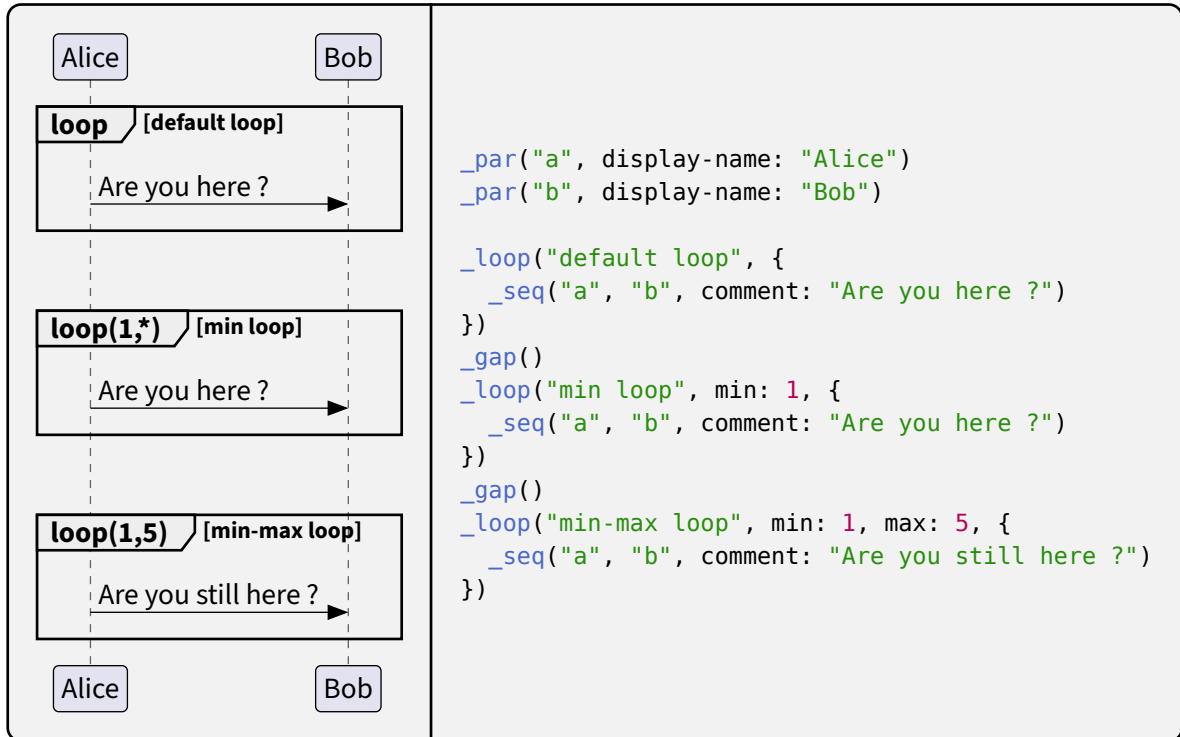 Alice Bob
loop [default loop]
Are you here ?
loop(1,*) [min loop]
Are you here ?
loop(1,5) [min-max loop]
Are you still here ?
Alice Bob
_par("a", display-name: "Alice")
_par("b", display-name: "Bob")
_loop("default loop", {
  _seq("a", "b", comment: "Are you here ?")
})
_gap()
_loop("min loop", min: 1, {
  _seq("a", "b", comment: "Are you here ?")
})
_gap()
_loop("min-max loop", min: 1, max: 5, {
  _seq("a", "b", comment: "Are you still here ?")
})